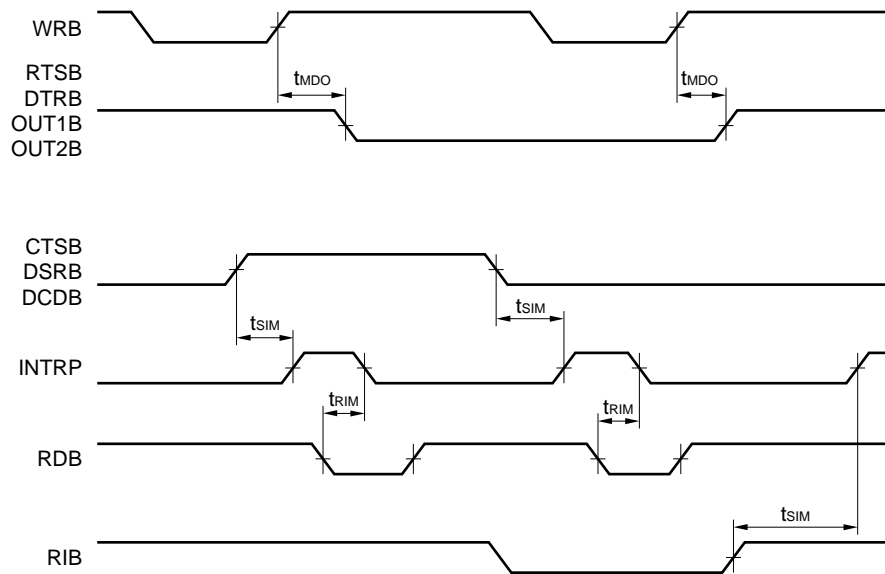 WRB
RTSB
DTRB
OUT1B
OUT2B
tMDO
tMDO
CTSB
DSRB
DCDB
tSIM
tSIM
INTRP
tRIM
tRIM
RDB
tSIM
RIB